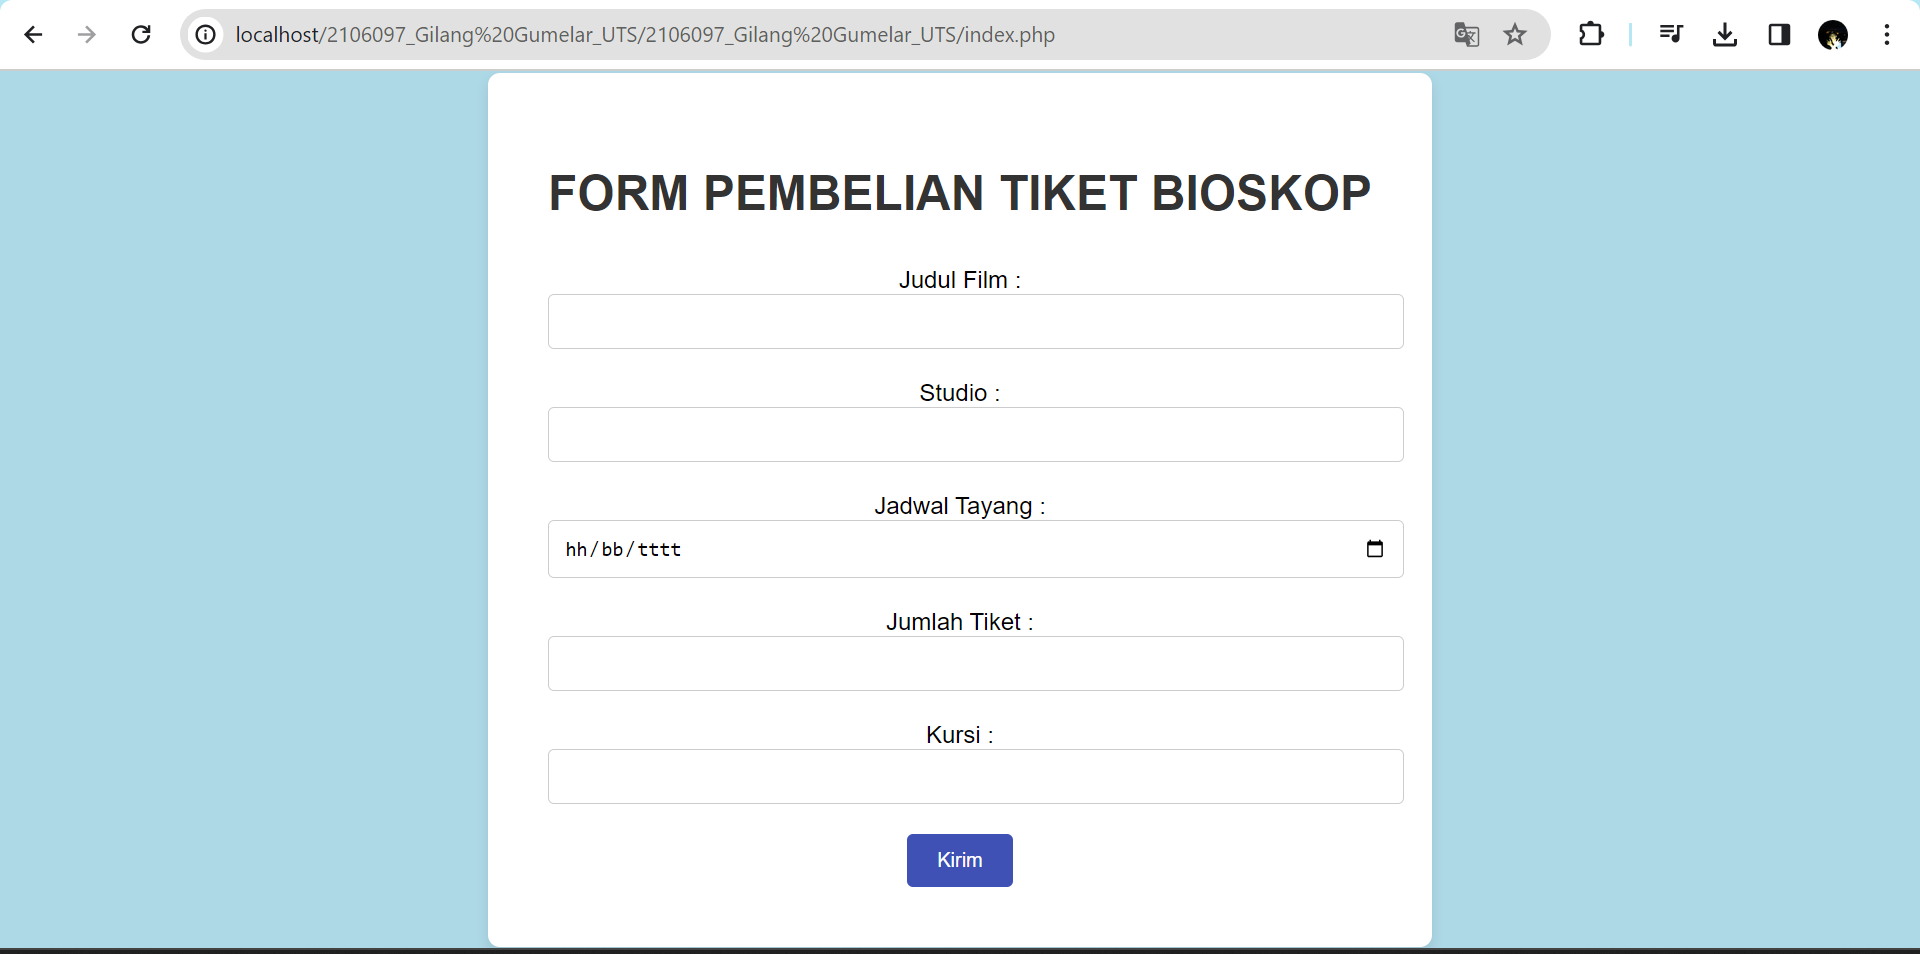 localhost/2106097_Gilang%20Gumelar_UTS/2106097_Gilang%20Gumelar_UTS/index.php
FORM PEMBELIAN TIKET BIOSKOP
Judul Film :
Studio :
Jadwal Tayang :
hh/bb/tttt
Jumlah Tiket :
Kursi :
Kirim